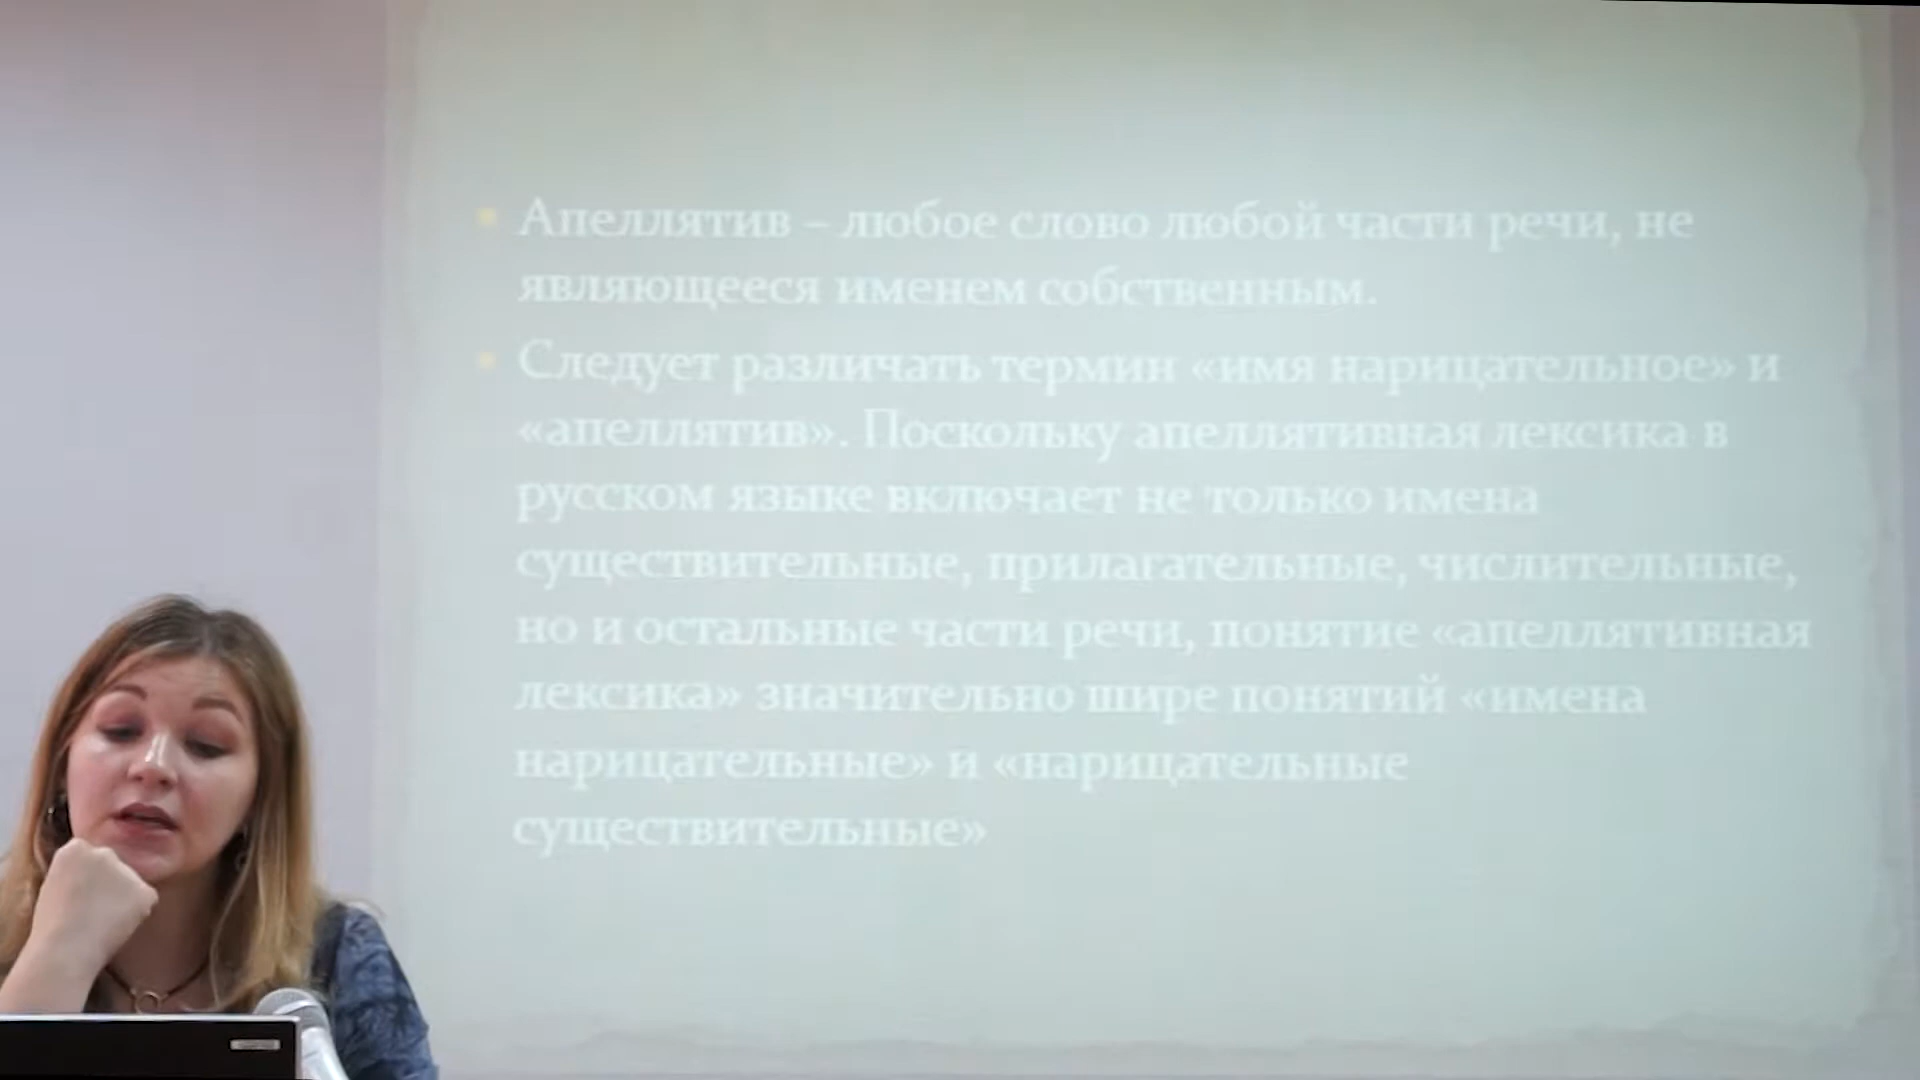 Апеллятив – любое слово любой части речи, не
являющееся именем собственным.
Следует различать термин «имя нарицательное» и
«апеллятив». Поскольку апеллятивная лексика в
русском языке включает не только имена
существительные, прилагательные, числительные,
но и остальные части речи, понятие «апеллятивная
лексика» значительно шире понятий «имена
нарицательные» и «нарицательные
существительные»